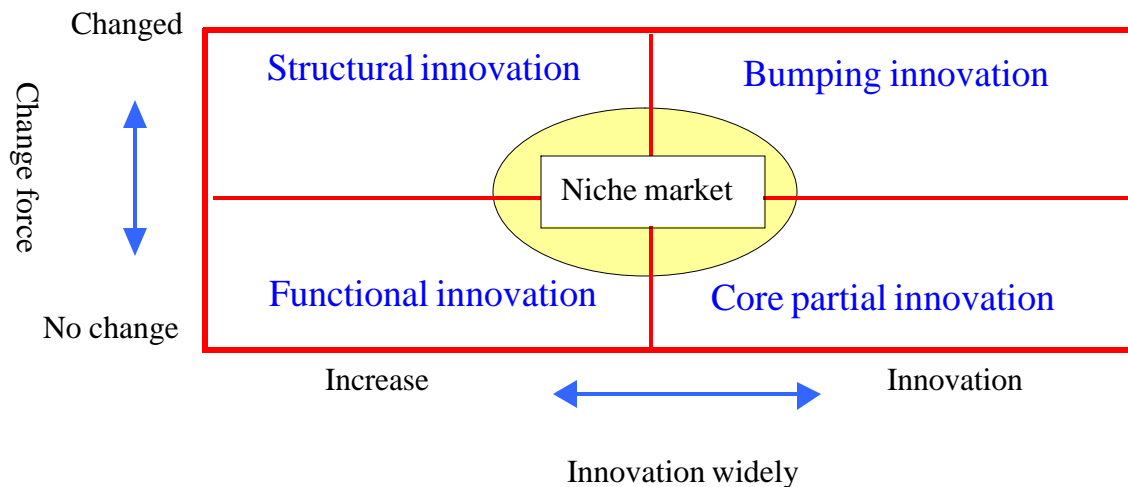 Changed
Structural innovation
Bumping innovation
Change force
Niche market
Functional innovation
Core partial innovation
No change
Increase
Innovation
Innovation widely